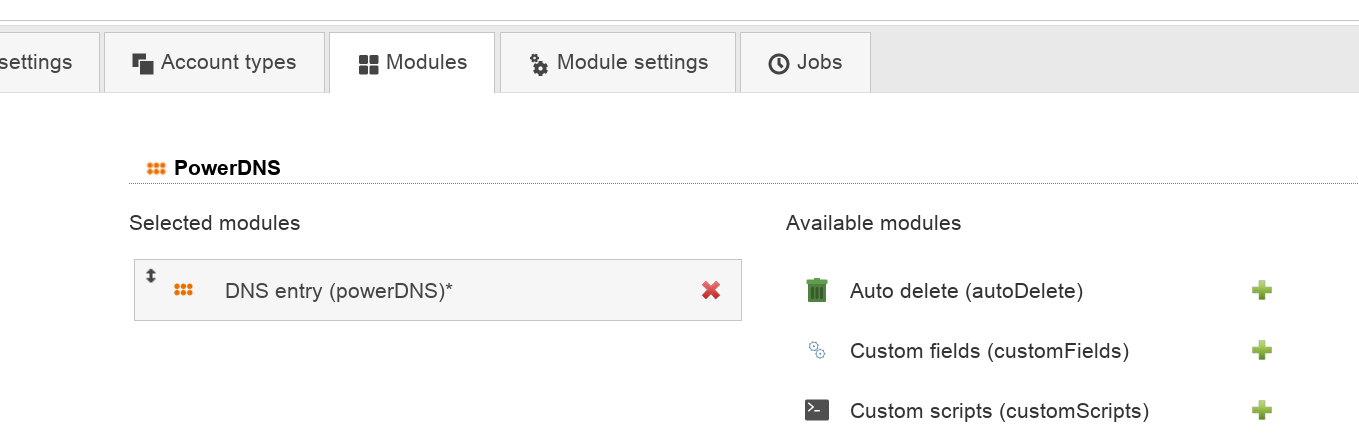 settings
Account types
Modules
Module settings
Jobs
PowerDNS
Selected modules
Available modules
DNS entry (powerDNS)*
Auto delete (autoDelete)
Custom fields (customFields)
Custom scripts (customScripts)